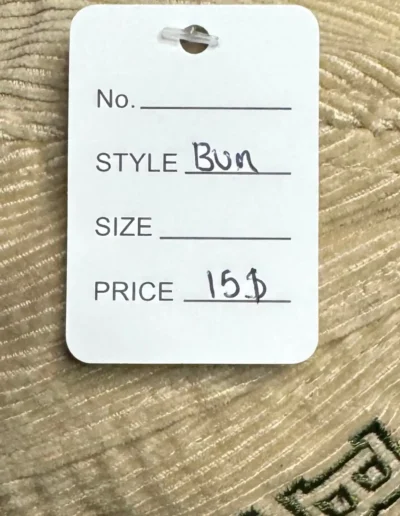 No.
STYLE Bun
SIZE
PRICE 15$